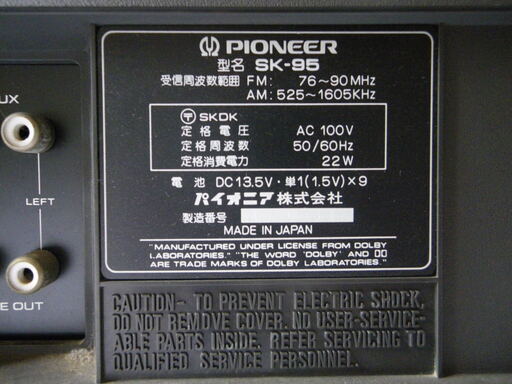 PIONEER
型名 SK-95
受信周波数範囲 FM: 76~90MHz
AM: 525~1605KHz
〒 SKDK
定格電圧 AC 100V
定格周波数 50/60Hz
定格消費電力 22W
電池 DC13.5V・単1(1.5V)×9
パイオニア株式会社
製造番号
MADE IN JAPAN
"MANUFACTURED UNDER LICENSE FROM DOLBY
LABORATORIES." "THE WORD 'DOLBY' AND
ARE TRADE MARKS OF DOLBY LABORATORIES."
UX
LEFT
E OUT
CAUTION- TO PREVENT ELECTRIC SHOCK,
DO NOT REMOVE COVER. NO USER-SERVICE-
ABLE PARTS INSIDE. REFER SERVICING TO
QUALIFIED SERVICE PERSONNEL.